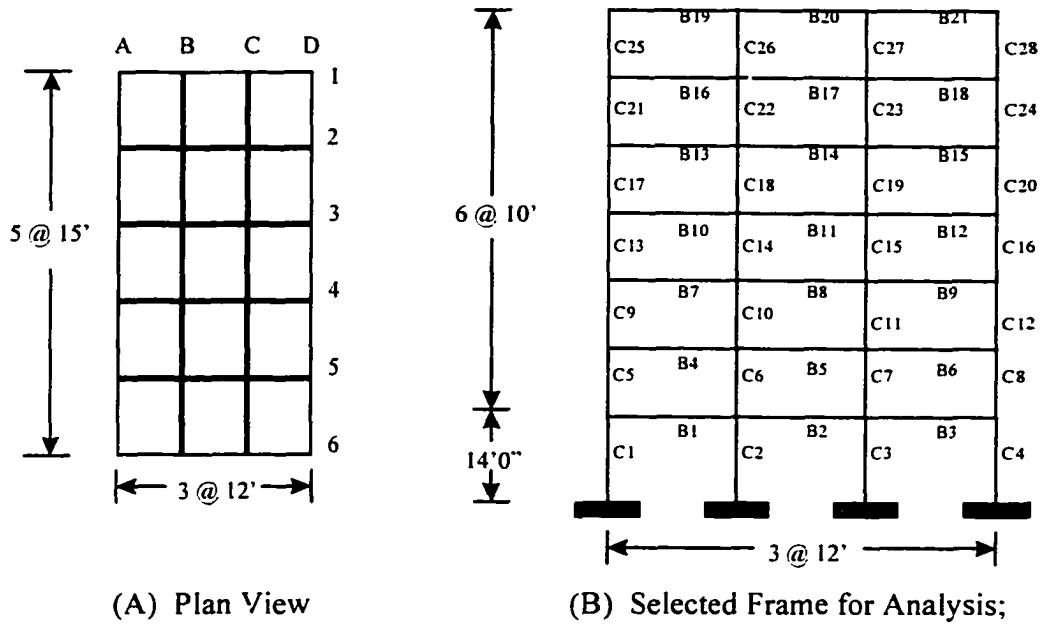 A B C D
1
2
3
4
5
6
5 @ 15'
3 @ 12'
(A) Plan View
B19 B20 B21
C25 C26 C27 C28
B16 B17 B18
C21 C22 C23 C24
B13 B14 B15
C17 C18 C19 C20
B10 B11 B12
C13 C14 C15 C16
B7 B8 B9
C9 C10 C11 C12
B4 B5 B6
C5 C6 C7 C8
B1 B2 B3
C1 C2 C3 C4
6 @ 10'
14'0"
3 @ 12'
(B) Selected Frame for Analysis;